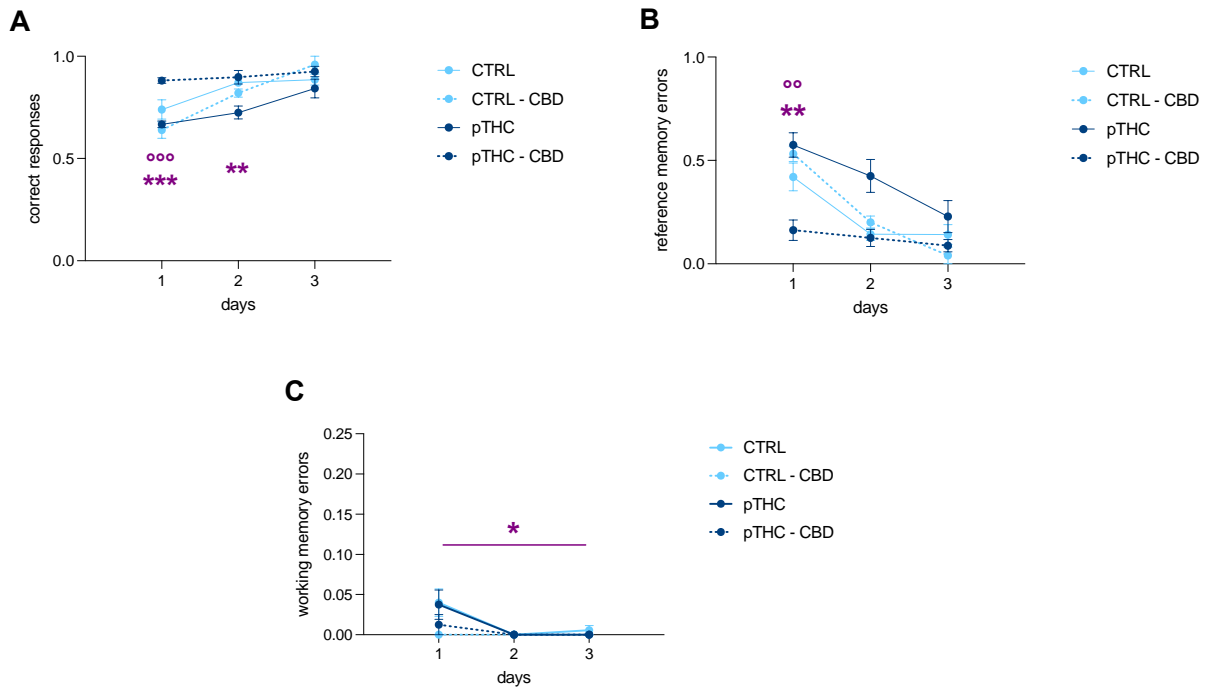 A
correct responses
1.0
0.5
0.0
°°°
***
**
1 2 3
days
CTRL
CTRL - CBD
pTHC
pTHC - CBD
B
reference memory errors
1.0
0.5
0.0
°°
**
1 2 3
days
CTRL
CTRL - CBD
pTHC
pTHC - CBD
C
working memory errors
0.25
0.20
0.15
0.10
0.05
0.00
*
1 2 3
days
CTRL
CTRL - CBD
pTHC
pTHC - CBD